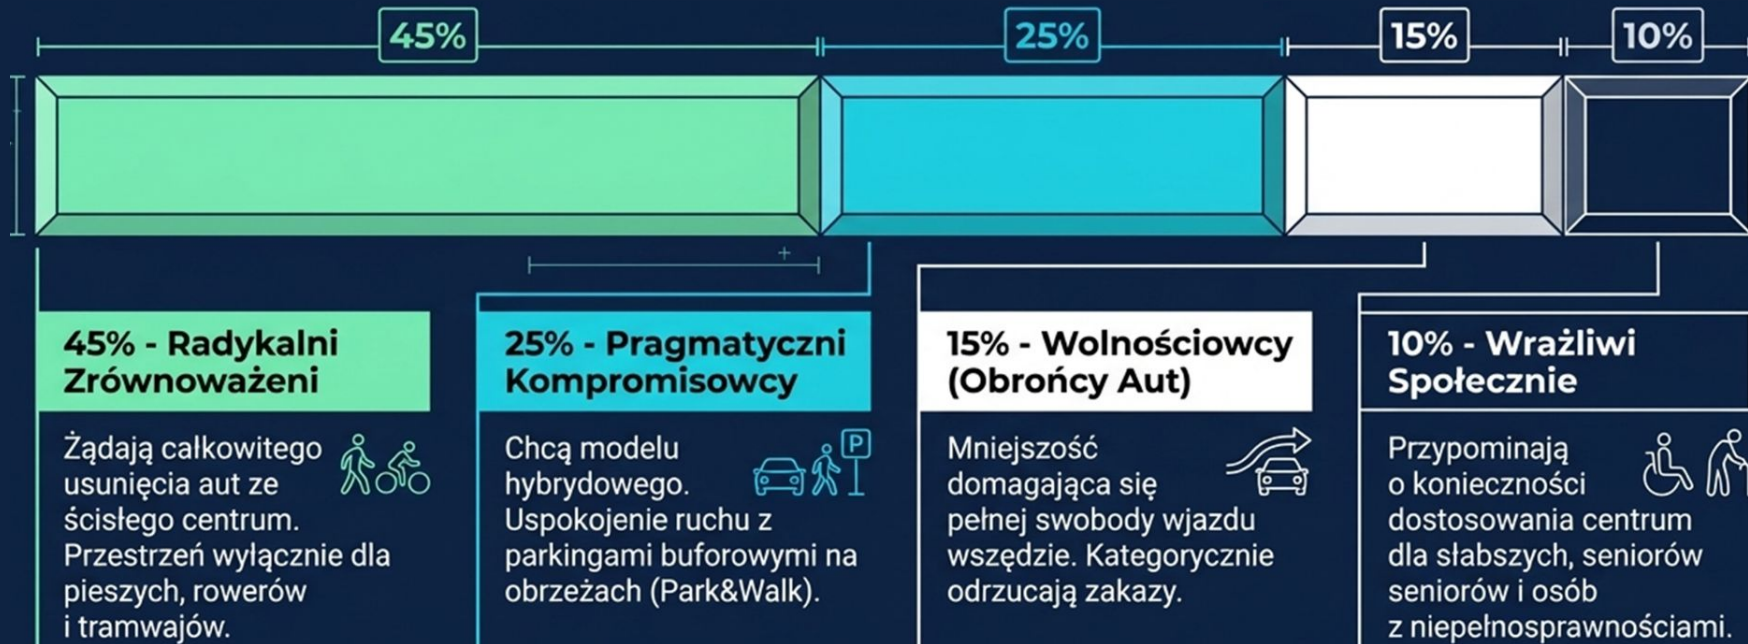 45%
25%
15%
10%
45% - Radykalni
Zrównoważeni
Żądają całkowitego
usunięcia aut ze
ścisłego centrum.
Przestrzeń wyłącznie dla
pieszych, rowerów
i tramwajów.
25% - Pragmatyczni
Kompromisowcy
P
Chcą modelu
hybrydowego.
Uspokojenie ruchu z
parkingami buforowymi na
obrzeżach (Park&Walk).
15% - Wolnościowcy
(Obrońcy Aut)
Mniejszość
domagająca się
pełnej swobody wjazdu
wszędzie. Kategorycznie
odrzucają zakazy.
10% - Wrażliwi
Społecznie
Przypominają
o konieczności
dostosowania centrum
dla słabszych, seniorów
seniorów i osób
z niepełnosprawnościami.